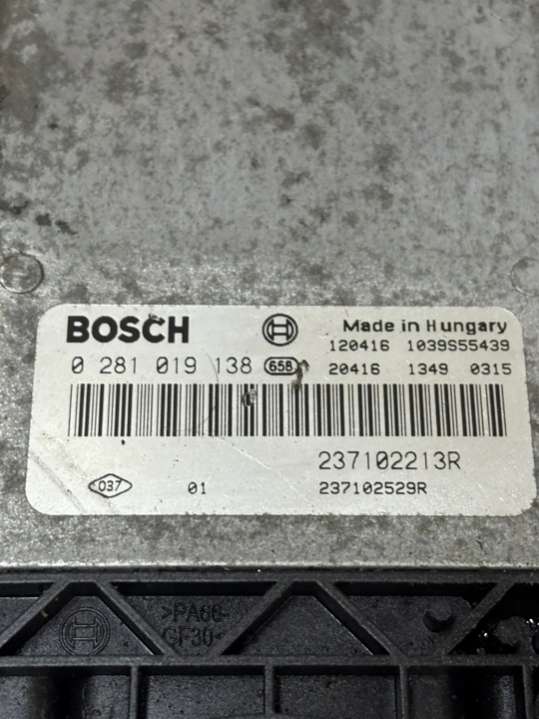 BOSCH
Made in Hungary
120416 1039S55439
0 281 019 138 658 20416 1349 0315
237102213R
037 01 237102529R
>PA66-
GF30<